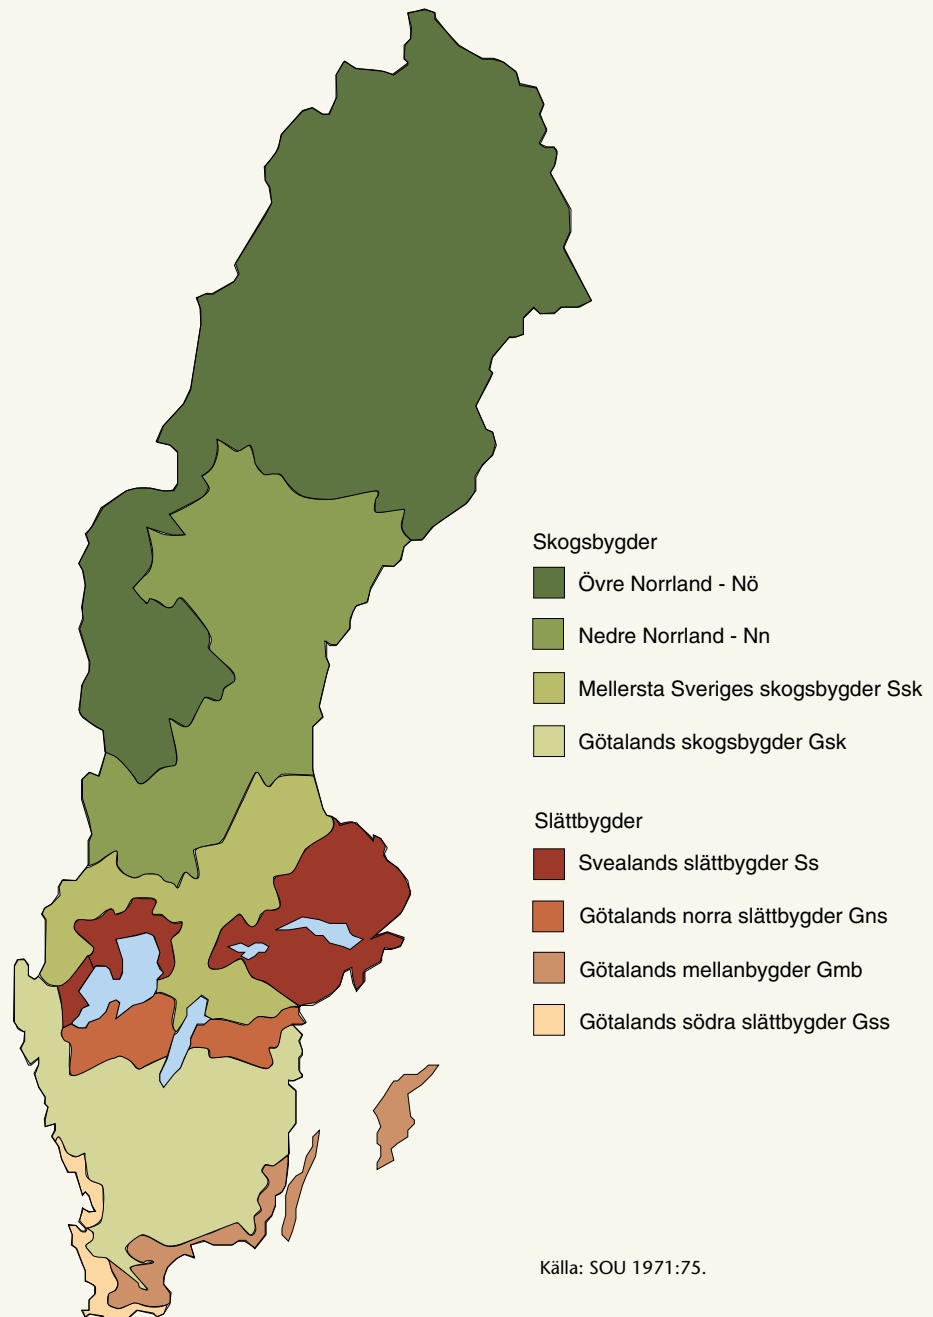 Skogsbygder
Övre Norrland - Nö
Nedre Norrland - Nn
Mellersta Sveriges skogsbygder Ssk
Götalands skogsbygder Gsk
Slättbygder
Svealands slättbygder Ss
Götalands norra slättbygder Gns
Götalands mellanbygder Gmb
Götalands södra slättbygder Gss
Källa: SOU 1971:75.